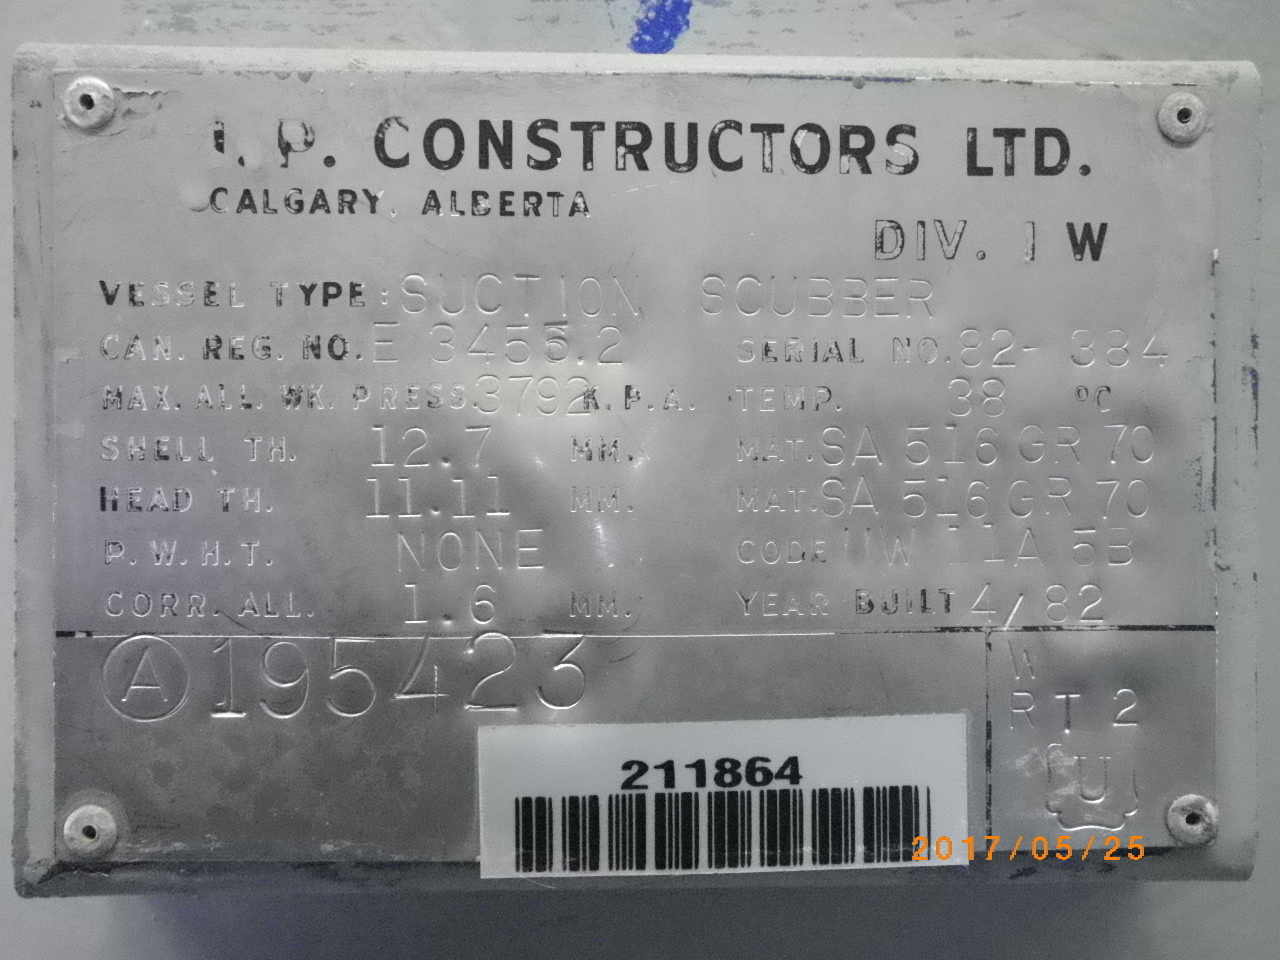 I. P. CONSTRUCTORS LTD.
CALGARY, ALBERTA
DIV. 1 W
VESSEL TYPE: SUCTION SCUBBER
CAN. REG. NO. E 3455.2 SERIAL NO. 82-384
MAX. ALL. WK. PRESS. 3792 K.P.A. TEMP. 38 °C
SHELL TH. 12.7 MM. MAT. SA 516 GR 70
HEAD TH. 11.11 MM. MAT. SA 516 GR 70
P.W.H.T. NONE CODE UW 11A 5B
CORR. ALL. 1.6 MM. YEAR BUILT 4/82
A 195423
W
RT 2
U
211864
2017/05/25